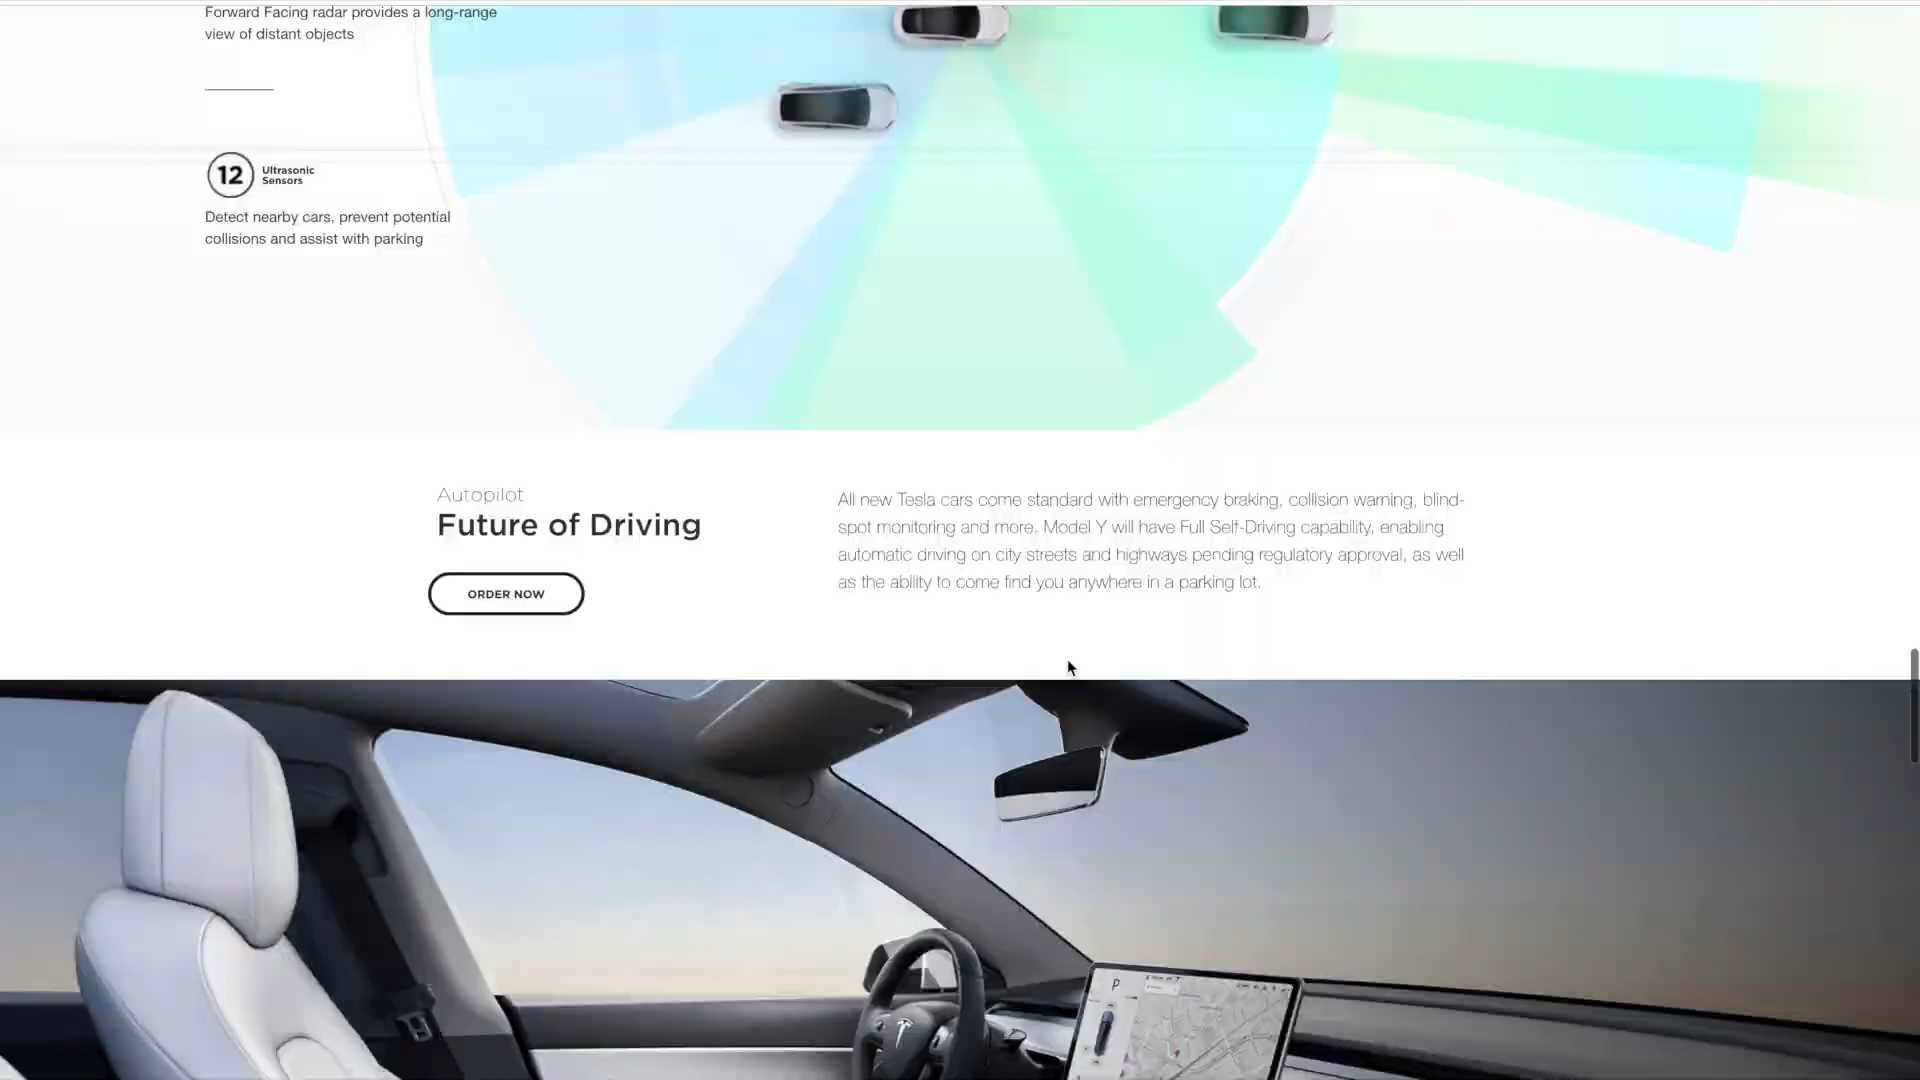 Forward Facing radar provides a long-range
view of distant objects
12
Ultrasonic
Sensors
Detect nearby cars, prevent potential
collisions and assist with parking
Autopilot
Future of Driving
All new Tesla cars come standard with emergency braking, collision warning, blind-
spot monitoring and more. Model Y will have Full Self-Driving capability, enabling
automatic driving on city streets and highways pending regulatory approval, as well
as the ability to come find you anywhere in a parking lot.
ORDER NOW
P